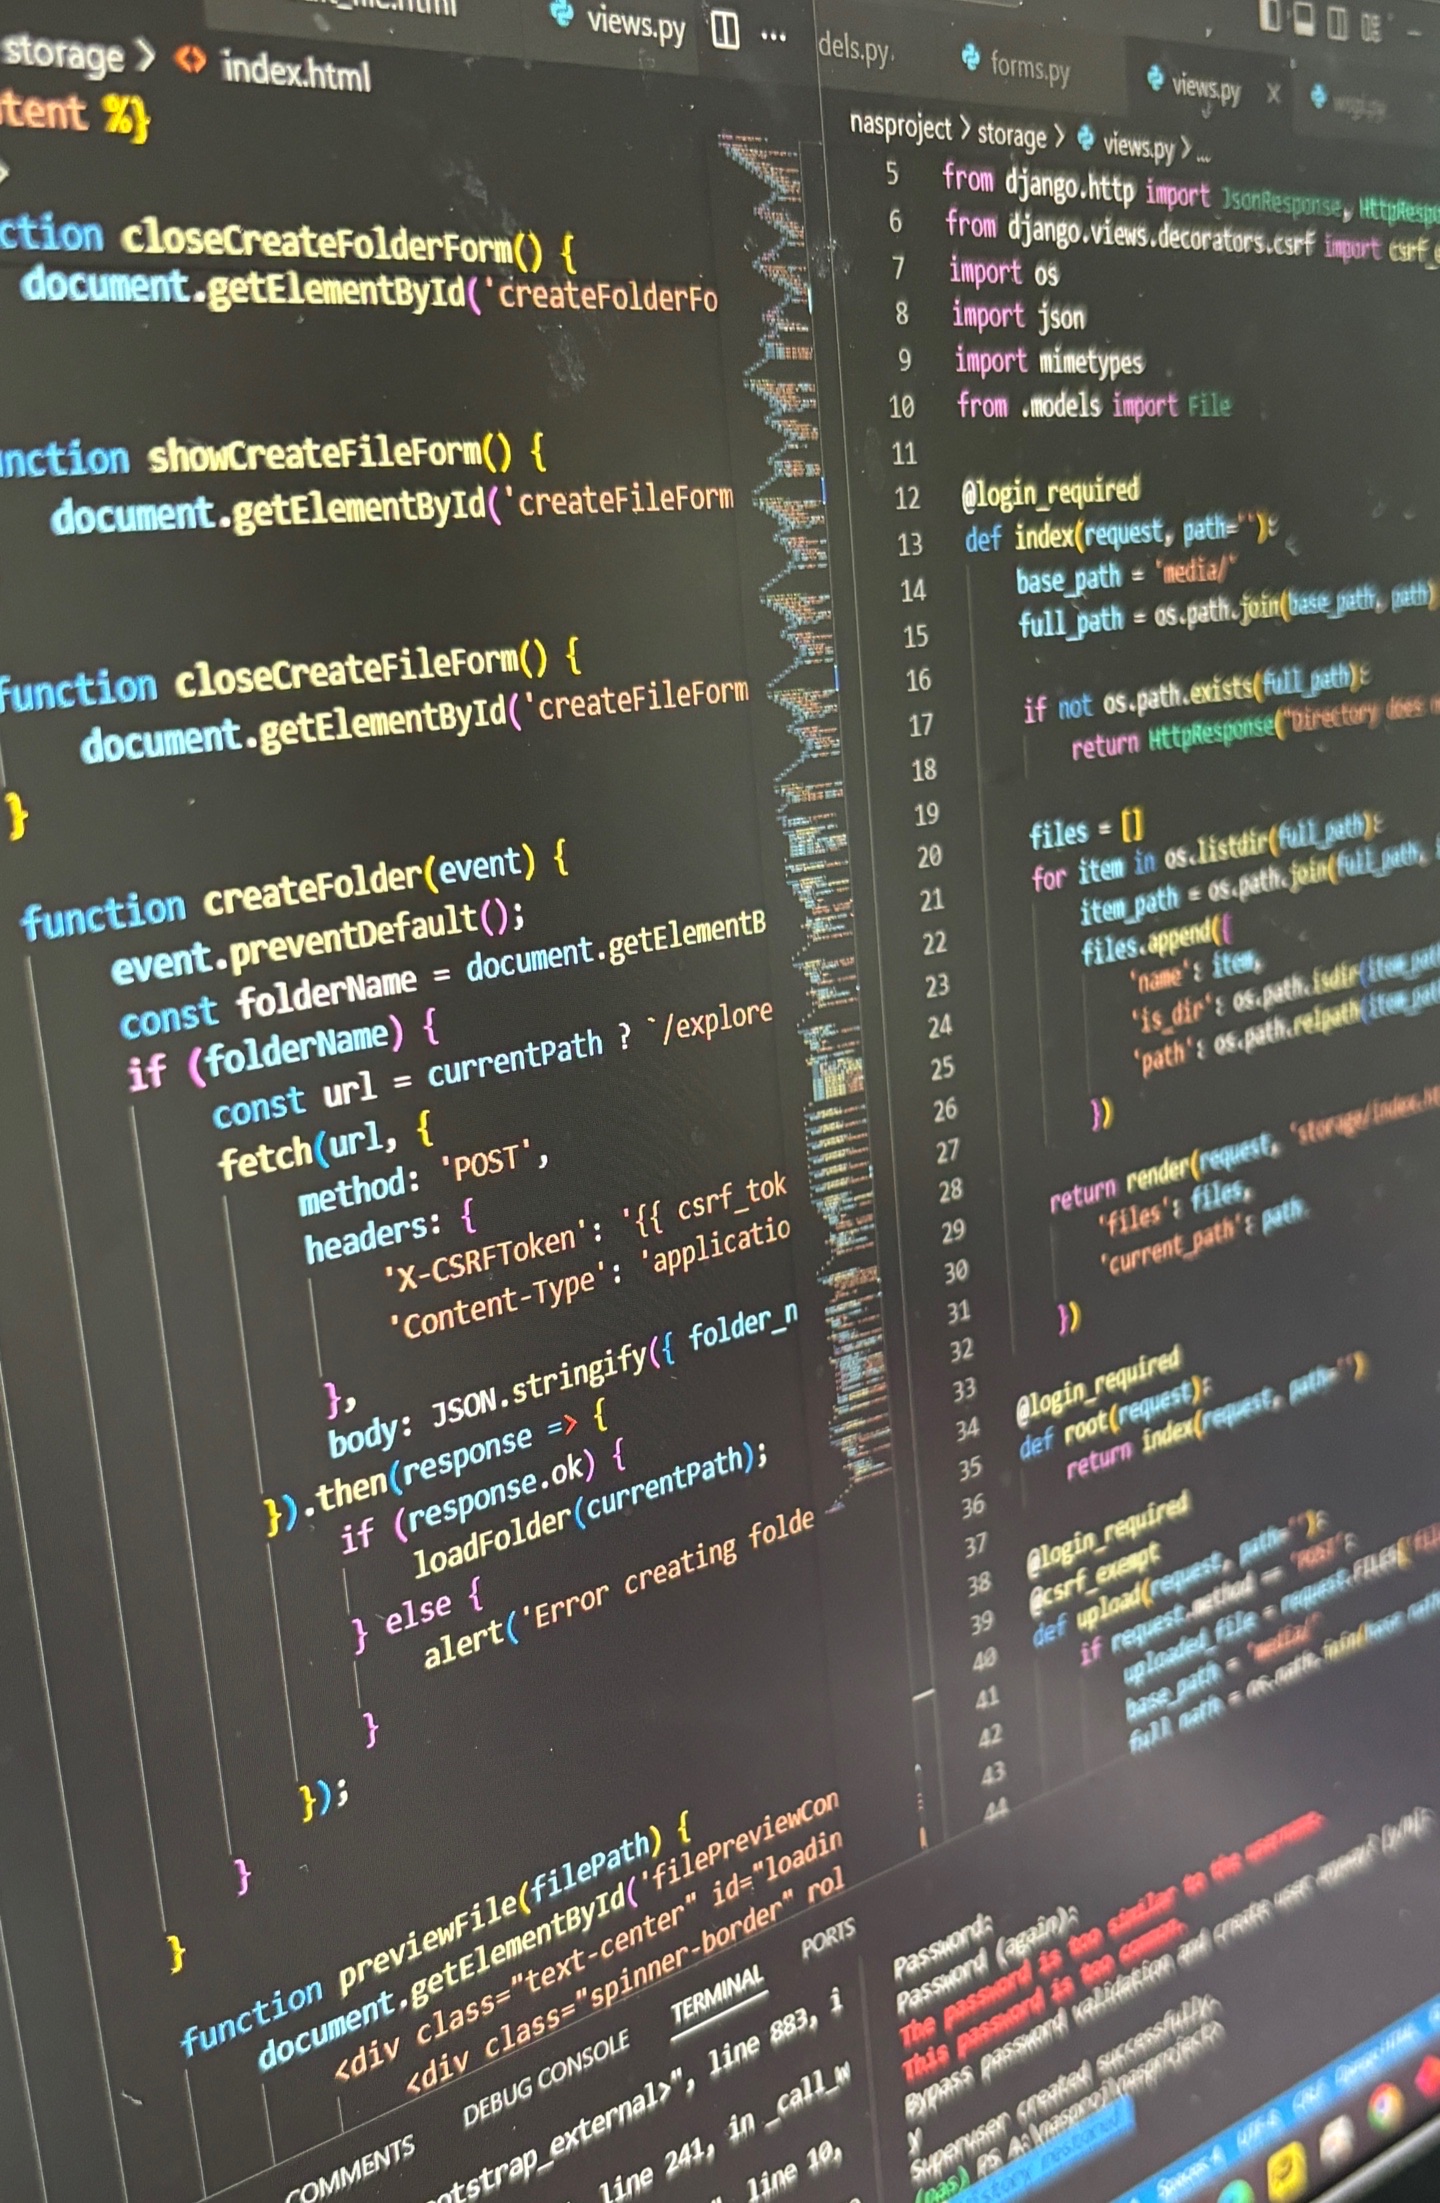 views.py
storage > index.html
tent %}
ction closeCreateFolderForm() {
document.getElementById('createFolderFo
nction showCreateFileForm() {
document.getElementById('createFileForm
function closeCreateFileForm() {
document.getElementById('createFileForm
}
function createFolder(event) {
event.preventDefault();
const folderName = document.getElementB
if (folderName) {
const url = currentPath ? `/explore
fetch(url, {
method: 'POST',
headers: {
'X-CSRFToken': '{{ csrf_tok
'Content-Type': 'applicatio
},
body: JSON.stringify({ folder_n
}).then(response => {
if (response.ok) {
loadFolder(currentPath);
} else {
alert('Error creating folde
}
});
}
}
function previewFile(filePath) {
document.getElementById('filePreviewCon
<div class="text-center" id="loadin
<div class="spinner-border" rol
COMMENTS DEBUG CONSOLE TERMINAL PORTS
otstrap_external>", line 883, i
line 241, in _call_w
line 10,
dels.py forms.py views.py
nasproject > storage > views.py > ...
5 from django.http import JsonResponse, HttpRespo
6 from django.views.decorators.csrf import csrf_e
7 import os
8 import json
9 import mimetypes
10 from .models import File
11
12 @login_required
13 def index(request, path=''):
14 base_path = 'media/'
15 full_path = os.path.join(base_path, path)
16
17 if not os.path.exists(full_path):
18 return HttpResponse("Directory does
19
20 files = []
21 for item in os.listdir(full_path):
22 item_path = os.path.join(full_path,
23 files.append({
24 'name': item,
25 'is_dir': os.path.isdir(item_pat
26 'path': os.path.relpath(item_pat
27 })
28
29 return render(request, 'storage/index.ht
30 'files': files,
31 'current_path': path
32 })
33
34 @login_required
35 def root(request):
36 return index(request, path='')
37
38 @login_required
39 @csrf_exempt
40 def upload(request, path=''):
41 if request.method == 'POST':
42 uploaded_file = request.FILES['
43 base_path = 'media/'
44 full_path = os.path.join(base_path
Password:
Password (again):
The password is too similar to the username.
This password is too common.
Bypass password validation and create user anyway? [y/N]:
y
Superuser created successfully.
(nas) PS A:\nasproj\nasproject>